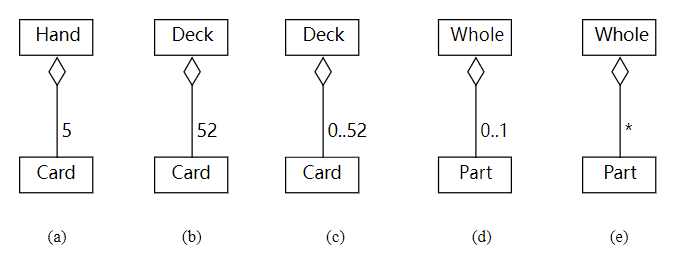 Hand Deck Deck Whole Whole
5 52 0..52 0..1 *
Card Card Card Part Part
(a) (b) (c) (d) (e)